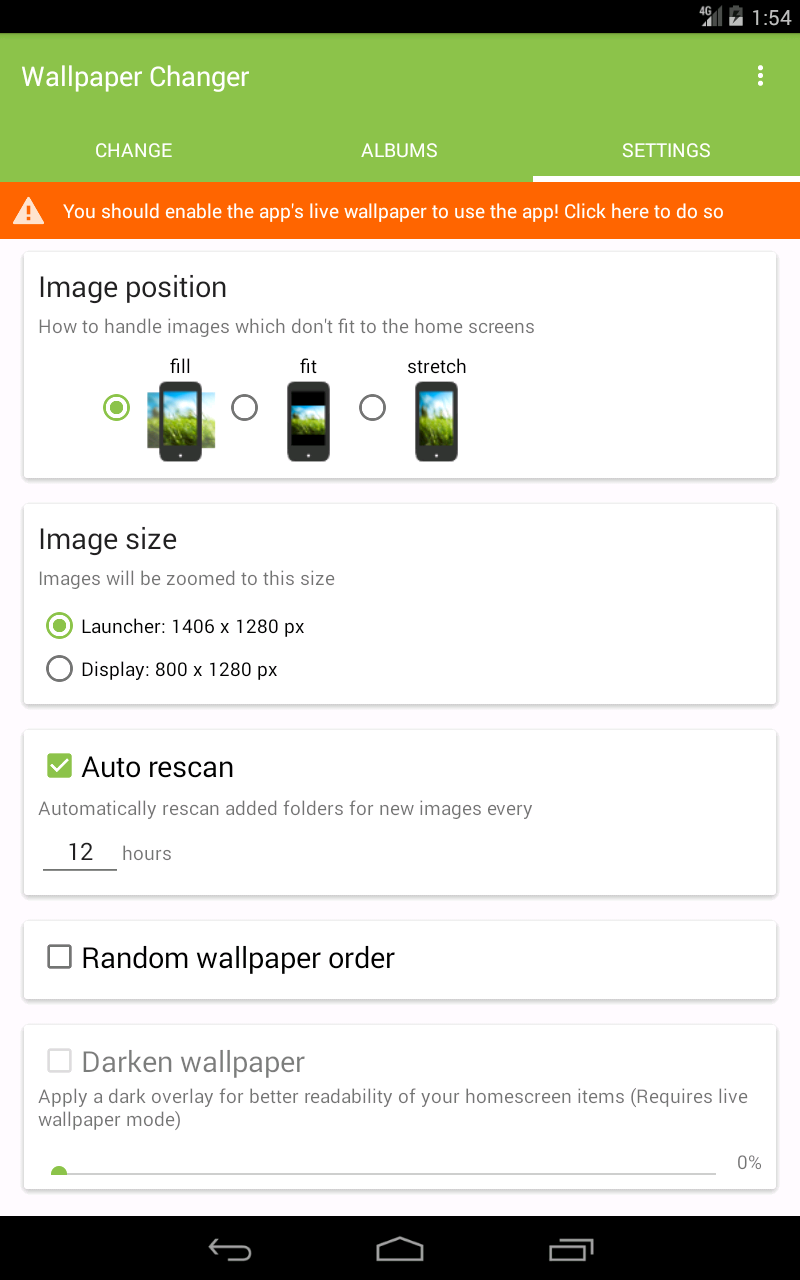 4G 1:54
Wallpaper Changer
CHANGE ALBUMS SETTINGS
You should enable the app's live wallpaper to use the app! Click here to do so
Image position
How to handle images which don't fit to the home screens
fill fit stretch
Image size
Images will be zoomed to this size
Launcher: 1406 x 1280 px
Display: 800 x 1280 px
Auto rescan
Automatically rescan added folders for new images every
12 hours
Random wallpaper order
Darken wallpaper
Apply a dark overlay for better readability of your homescreen items (Requires live
wallpaper mode)
0%